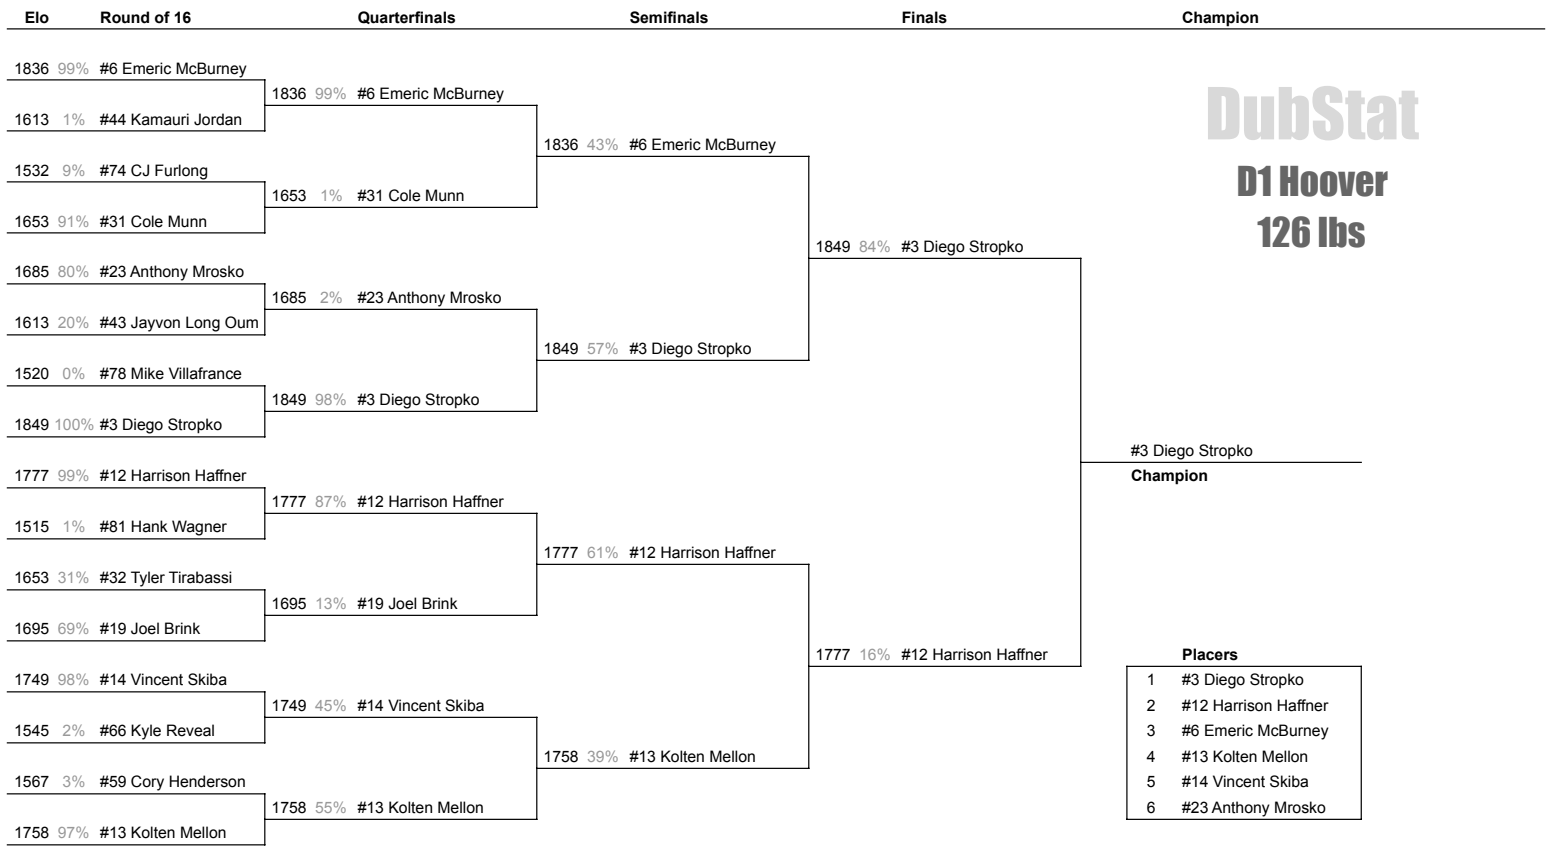 Elo Round of 16 Quarterfinals Semifinals Finals Champion
1836 99% #6 Emeric McBurney
1836 99% #6 Emeric McBurney
1613 1% #44 Kamauri Jordan
1836 43% #6 Emeric McBurney
1532 9% #74 CJ Furlong
1653 1% #31 Cole Munn
1653 91% #31 Cole Munn
1849 84% #3 Diego Stropko
1685 80% #23 Anthony Mrosko
1685 2% #23 Anthony Mrosko
1613 20% #43 Jayvon Long Oum
1849 57% #3 Diego Stropko
1520 0% #78 Mike Villafrance
1849 98% #3 Diego Stropko
1849 100% #3 Diego Stropko
#3 Diego Stropko
Champion
1777 99% #12 Harrison Haffner
1777 87% #12 Harrison Haffner
1515 1% #81 Hank Wagner
1777 61% #12 Harrison Haffner
1653 31% #32 Tyler Tirabassi
1695 13% #19 Joel Brink
1695 69% #19 Joel Brink
1777 16% #12 Harrison Haffner
1749 98% #14 Vincent Skiba
1749 45% #14 Vincent Skiba
1545 2% #66 Kyle Reveal
1758 39% #13 Kolten Mellon
1567 3% #59 Cory Henderson
1758 55% #13 Kolten Mellon
1758 97% #13 Kolten Mellon
DubStat
D1 Hoover
126 lbs
Placers
1 #3 Diego Stropko
2 #12 Harrison Haffner
3 #6 Emeric McBurney
4 #13 Kolten Mellon
5 #14 Vincent Skiba
6 #23 Anthony Mrosko